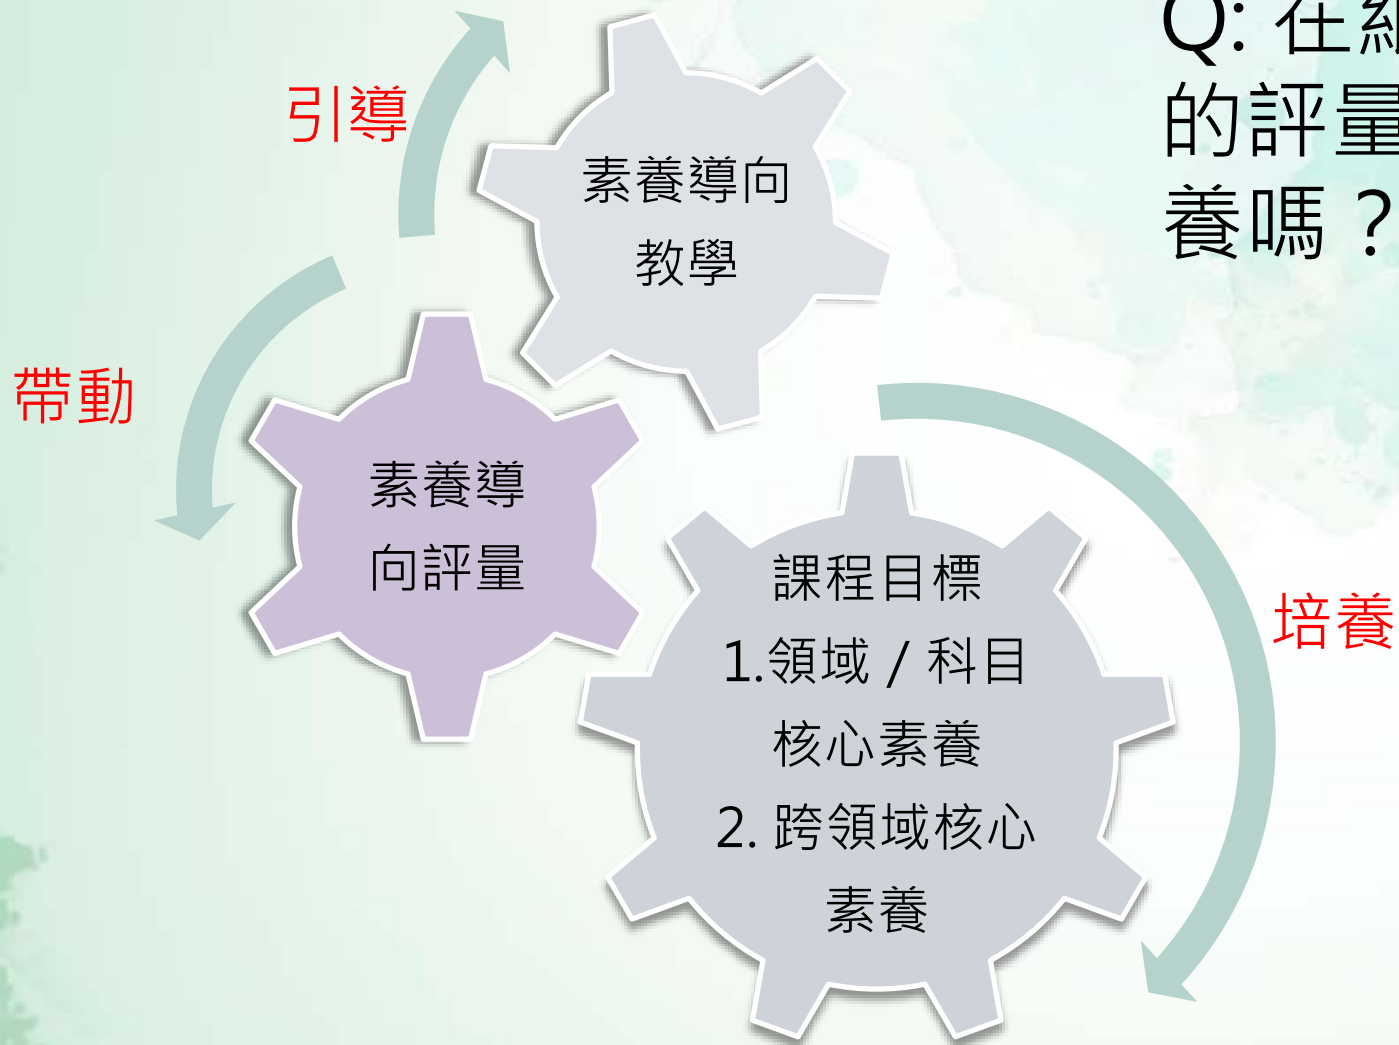 Q: 在
的評量
養嗎？
引導
素養導向
教學
帶動
素養導
向評量
課程目標
1.領域 / 科目
核心素養
2. 跨領域核心
素養
培養